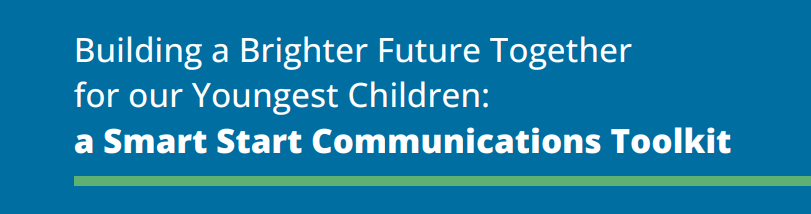 Building a Brighter Future Together
for our Youngest Children:
a Smart Start Communications Toolkit